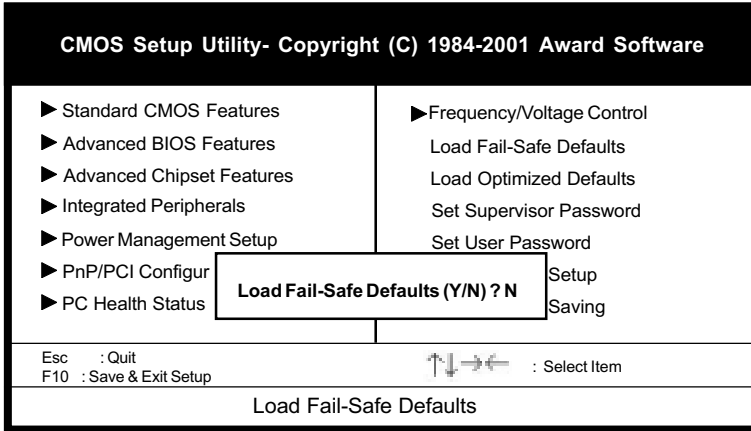 CMOS Setup Utility- Copyright (C) 1984-2001 Award Software
▶ Standard CMOS Features
▶ Advanced BIOS Features
▶ Advanced Chipset Features
▶ Integrated Peripherals
▶ Power Management Setup
▶ PnP/PCI Configur
▶ PC Health Status
▶ Frequency/Voltage Control
Load Fail-Safe Defaults
Load Optimized Defaults
Set Supervisor Password
Set User Password
Setup
Saving
Load Fail-Safe Defaults (Y/N) ? N
Esc : Quit
F10 : Save & Exit Setup
↑↓→← : Select Item
Load Fail-Safe Defaults